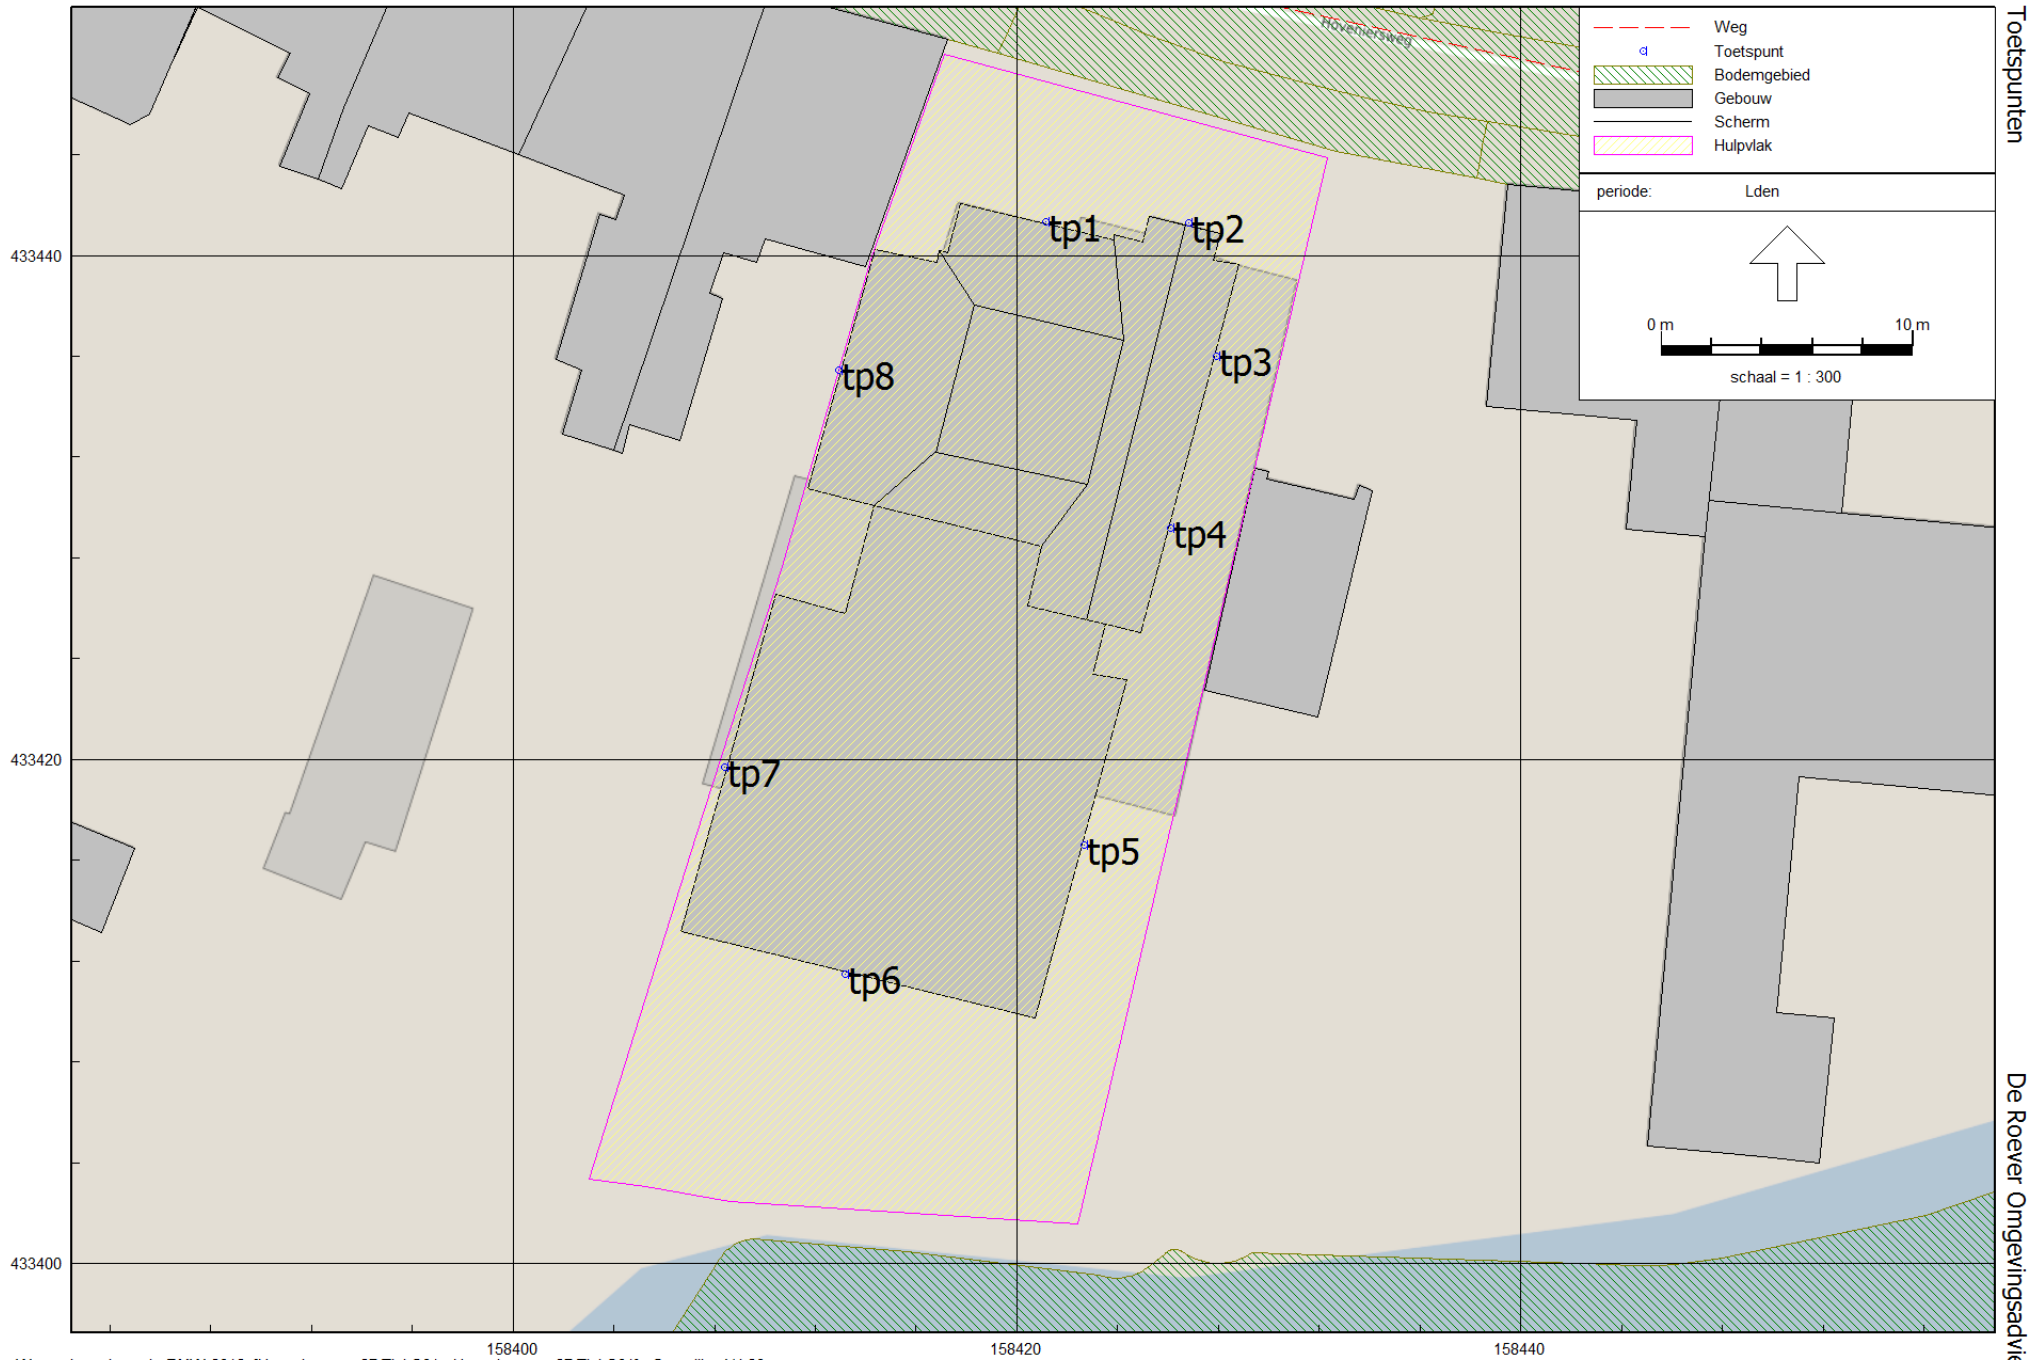 Toetspunten
Hoveniersweg
Weg
Toetspunt
Bodemgebied
Gebouw
Scherm
Hulpvlak
periode: Lden
0 m 10 m
schaal = 1 : 300
433440
433420
433400
tp1
tp2
tp3
tp8
tp4
tp7
tp5
tp6
158400 158420 158440
De Roever Omgevingsadvie